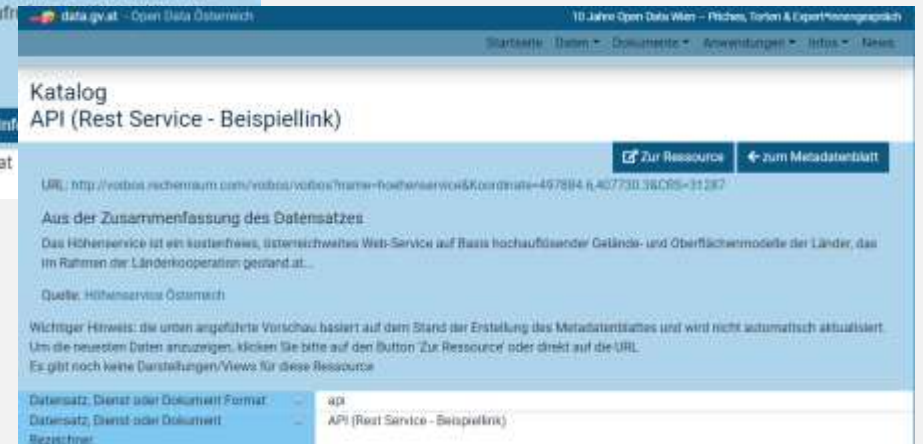 data.gv.at - Open Data Österreich
10 Jahre Open Data Wien – Pitches, Torten & Expert*innengespräch
Startseite Daten Dokumente Anwendungen Infos News
Katalog
API (Rest Service - Beispiellink)
Zur Ressource
zum Metadatenblatt
URL: http://voibos.rechenraum.com/voibos/voibos?name=hoehenservice&Koordinate=497884.6,407730.3&CRS=31287
Aus der Zusammenfassung des Datensatzes
Das Höhenservice ist ein kostenfreies, österreichweites Web-Service auf Basis hochauflösender Gelände- und Oberflächenmodelle der Länder, das
im Rahmen der Länderkooperation geoland.at...
Quelle: Höhenservice Österreich
Wichtiger Hinweis: die unten angeführte Vorschau basiert auf dem Stand der Erstellung des Metadatenblattes und wird nicht automatisch aktualisiert.
Um die neuesten Daten anzuzeigen, klicken Sie bitte auf den Button 'Zur Ressource' oder direkt auf die URL.
Es gibt noch keine Darstellungen/Views für diese Ressource
Datensatz, Dienst oder Dokument Format
api
Datensatz, Dienst oder Dokument
Bezeichner
API (Rest Service - Beispiellink)